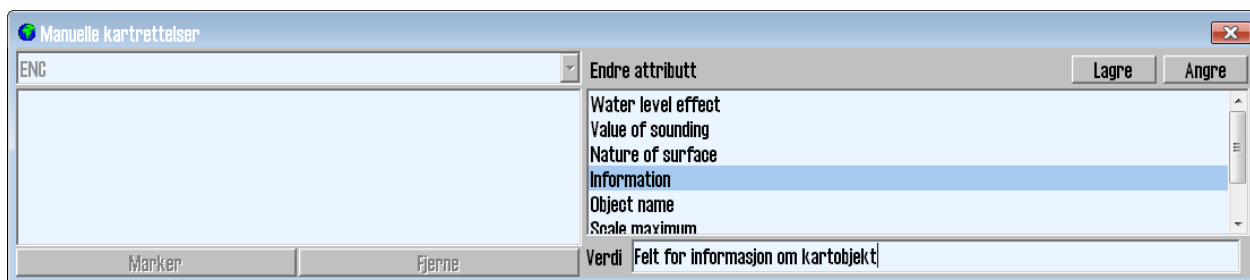 Manuelle kartrettelser
ENC
Endre attributt
Lagre
Angre
Water level effect
Value of sounding
Nature of surface
Information
Object name
Scale maximum
Marker
Fjerne
Verdi
Felt for informasjon om kartobjekt